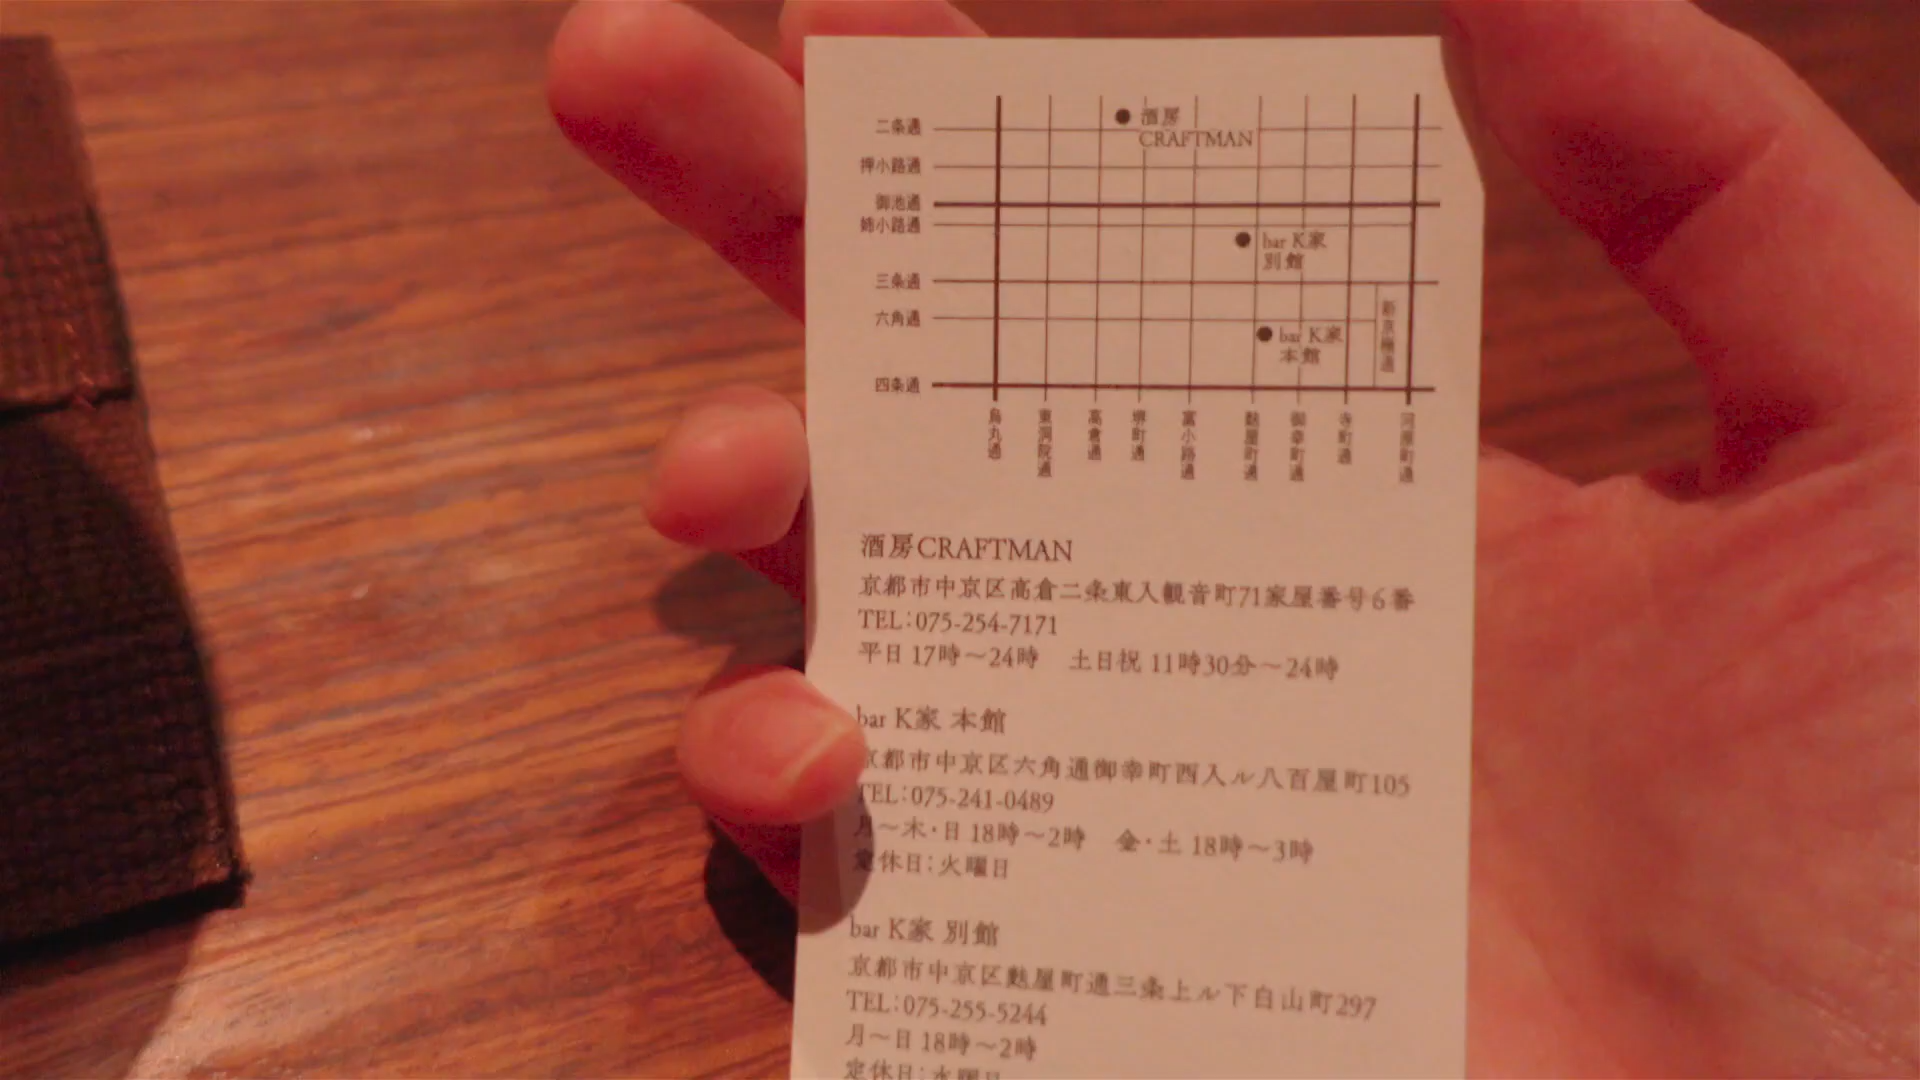 二条通
押小路通
御池通
姉小路通
三条通
六角通
四条通
酒房
CRAFTMAN
bar K家
別館
bar K家
本館
新京極通
烏丸通
東洞院通
高倉通
堺町通
富小路通
麩屋町通
御幸町通
寺町通
河原町通
酒房CRAFTMAN
京都市中京区高倉二条東入観音町71家屋番号6番
TEL:075-254-7171
平日 17時〜24時 土日祝 11時30分〜24時
bar K家 本館
京都市中京区六角通御幸町西入ル八百屋町105
TEL:075-241-0489
月〜木・日 18時〜2時 金・土 18時〜3時
定休日:火曜日
bar K家 別館
京都市中京区麩屋町通三条上ル下白山町297
TEL:075-255-5244
月〜日 18時〜2時
定休日:水曜日